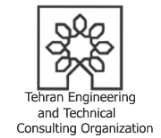 Tehran Engineering
and Technical
Consulting Organization